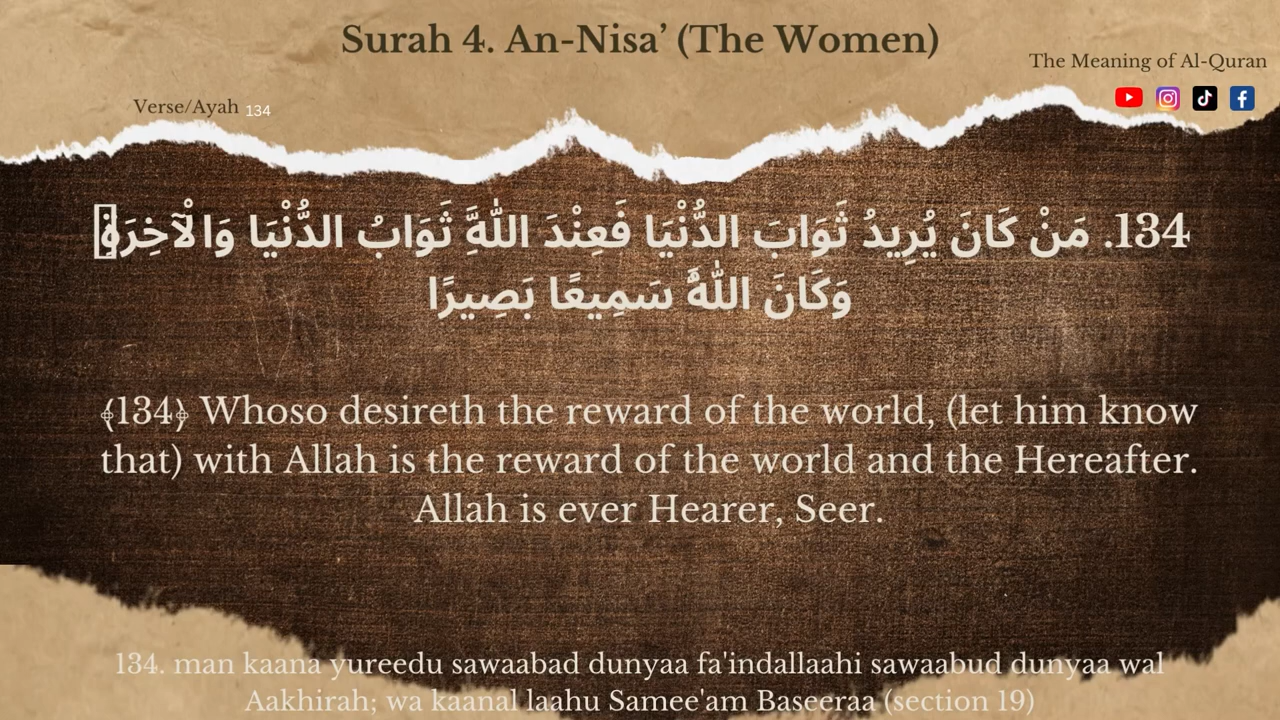 Surah 4. An-Nisa’ (The Women)
The Meaning of Al-Quran
Verse/Ayah 134
134. مَنْ كَانَ يُرِيدُ ثَوَابَ الدُّنْيَا فَعِنْدَ اللّٰهِ ثَوَابُ الدُّنْيَا وَالْآخِرَةِ
وَكَانَ اللّٰهُ سَمِيعًا بَصِيرًا
﴾134﴿ Whoso desireth the reward of the world, (let him know
that) with Allah is the reward of the world and the Hereafter.
Allah is ever Hearer, Seer.
134. man kaana yureedu sawaabad dunyaa fa'indallaahi sawaabud dunyaa wal
Aakhirah; wa kaanal laahu Samee'am Baseeraa (section 19)